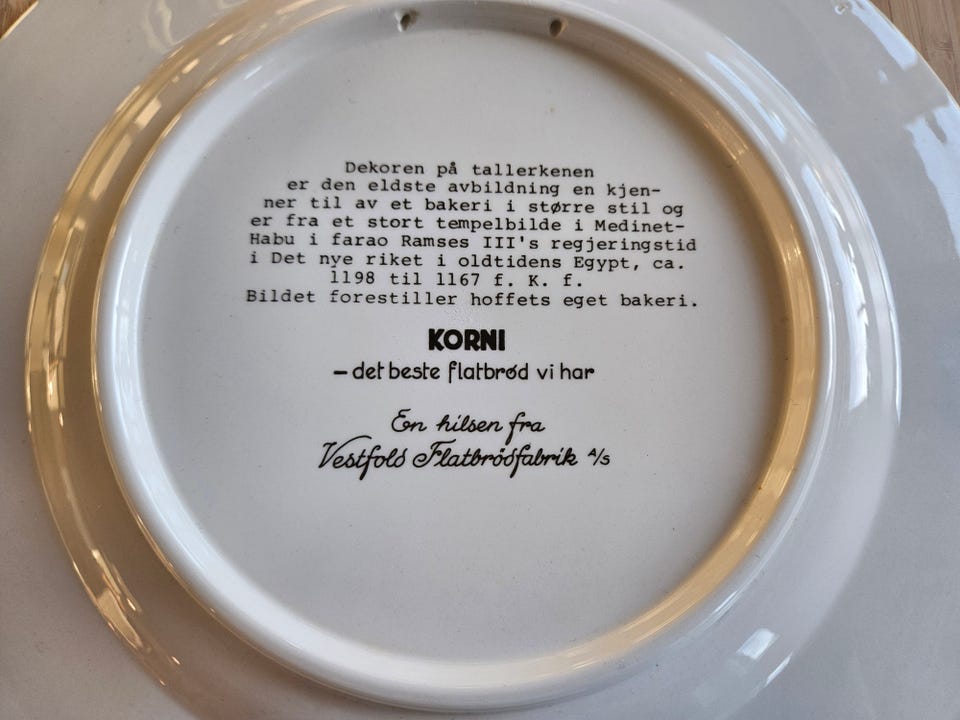 Dekoren på tallerkenen
er den eldste avbildning en kjen-
ner til av et bakeri i større stil og
er fra et stort tempelbilde i Medinet-
Habu i farao Ramses III's regjeringstid
i Det nye riket i oldtidens Egypt, ca.
1198 til 1167 f. K. f.
Bildet forestiller hoffets eget bakeri.
KORNI
– det beste flatbrød vi har
En hilsen fra
Vestfold Flatbrødfabrik A/S